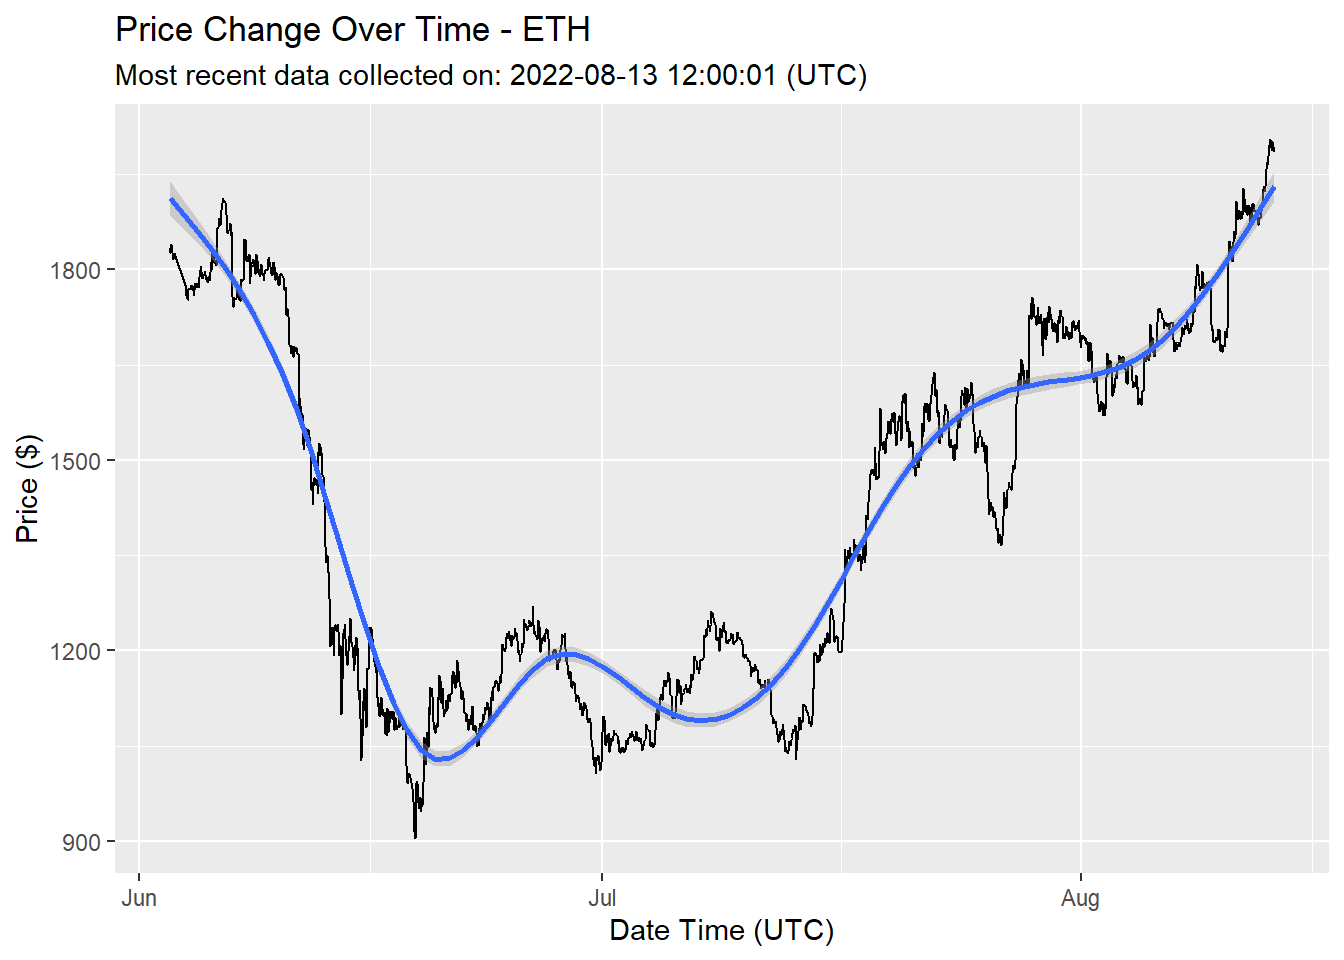 Price Change Over Time - ETH
Most recent data collected on: 2022-08-13 12:00:01 (UTC)
Price ($)
1800
1500
1200
900
Jun Jul Aug
Date Time (UTC)